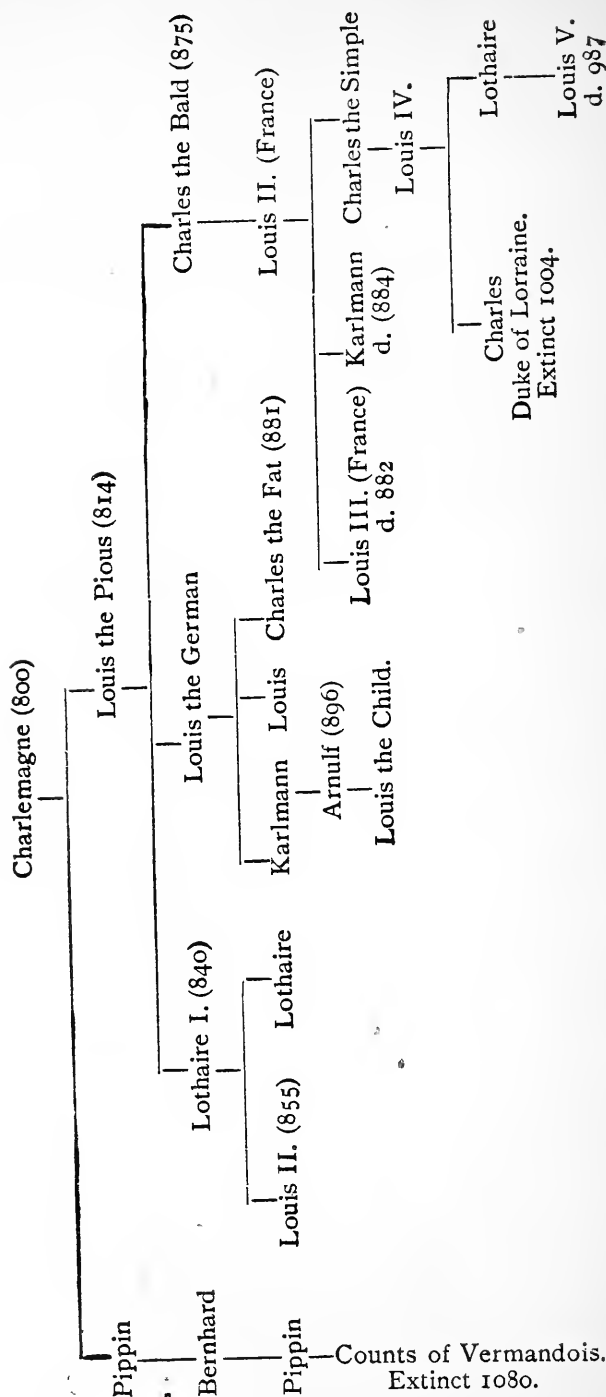 Charlemagne (800)
Pippin
Louis the Pious (814)
Bernhard
Lothaire I. (840)
Louis the German
Charles the Bald (875)
Pippin
Louis II. (855)
Lothaire
Karlmann
Louis
Charles the Fat (881)
Louis II. (France)
Counts of Vermandois.
Extinct 1080.
Arnulf (896)
Louis III. (France)
d. 882
Karlmann
d. (884)
Charles the Simple
Louis the Child.
Louis IV.
Charles
Duke of Lorraine.
Extinct 1004.
Lothaire
Louis V.
d. 987